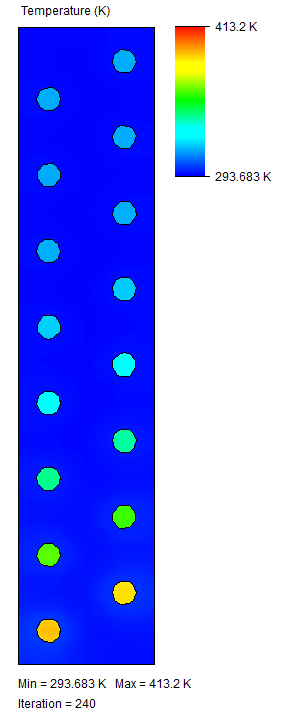 Temperature (K)
413.2 K
293.683 K
Min = 293.683 K Max = 413.2 K
Iteration = 240